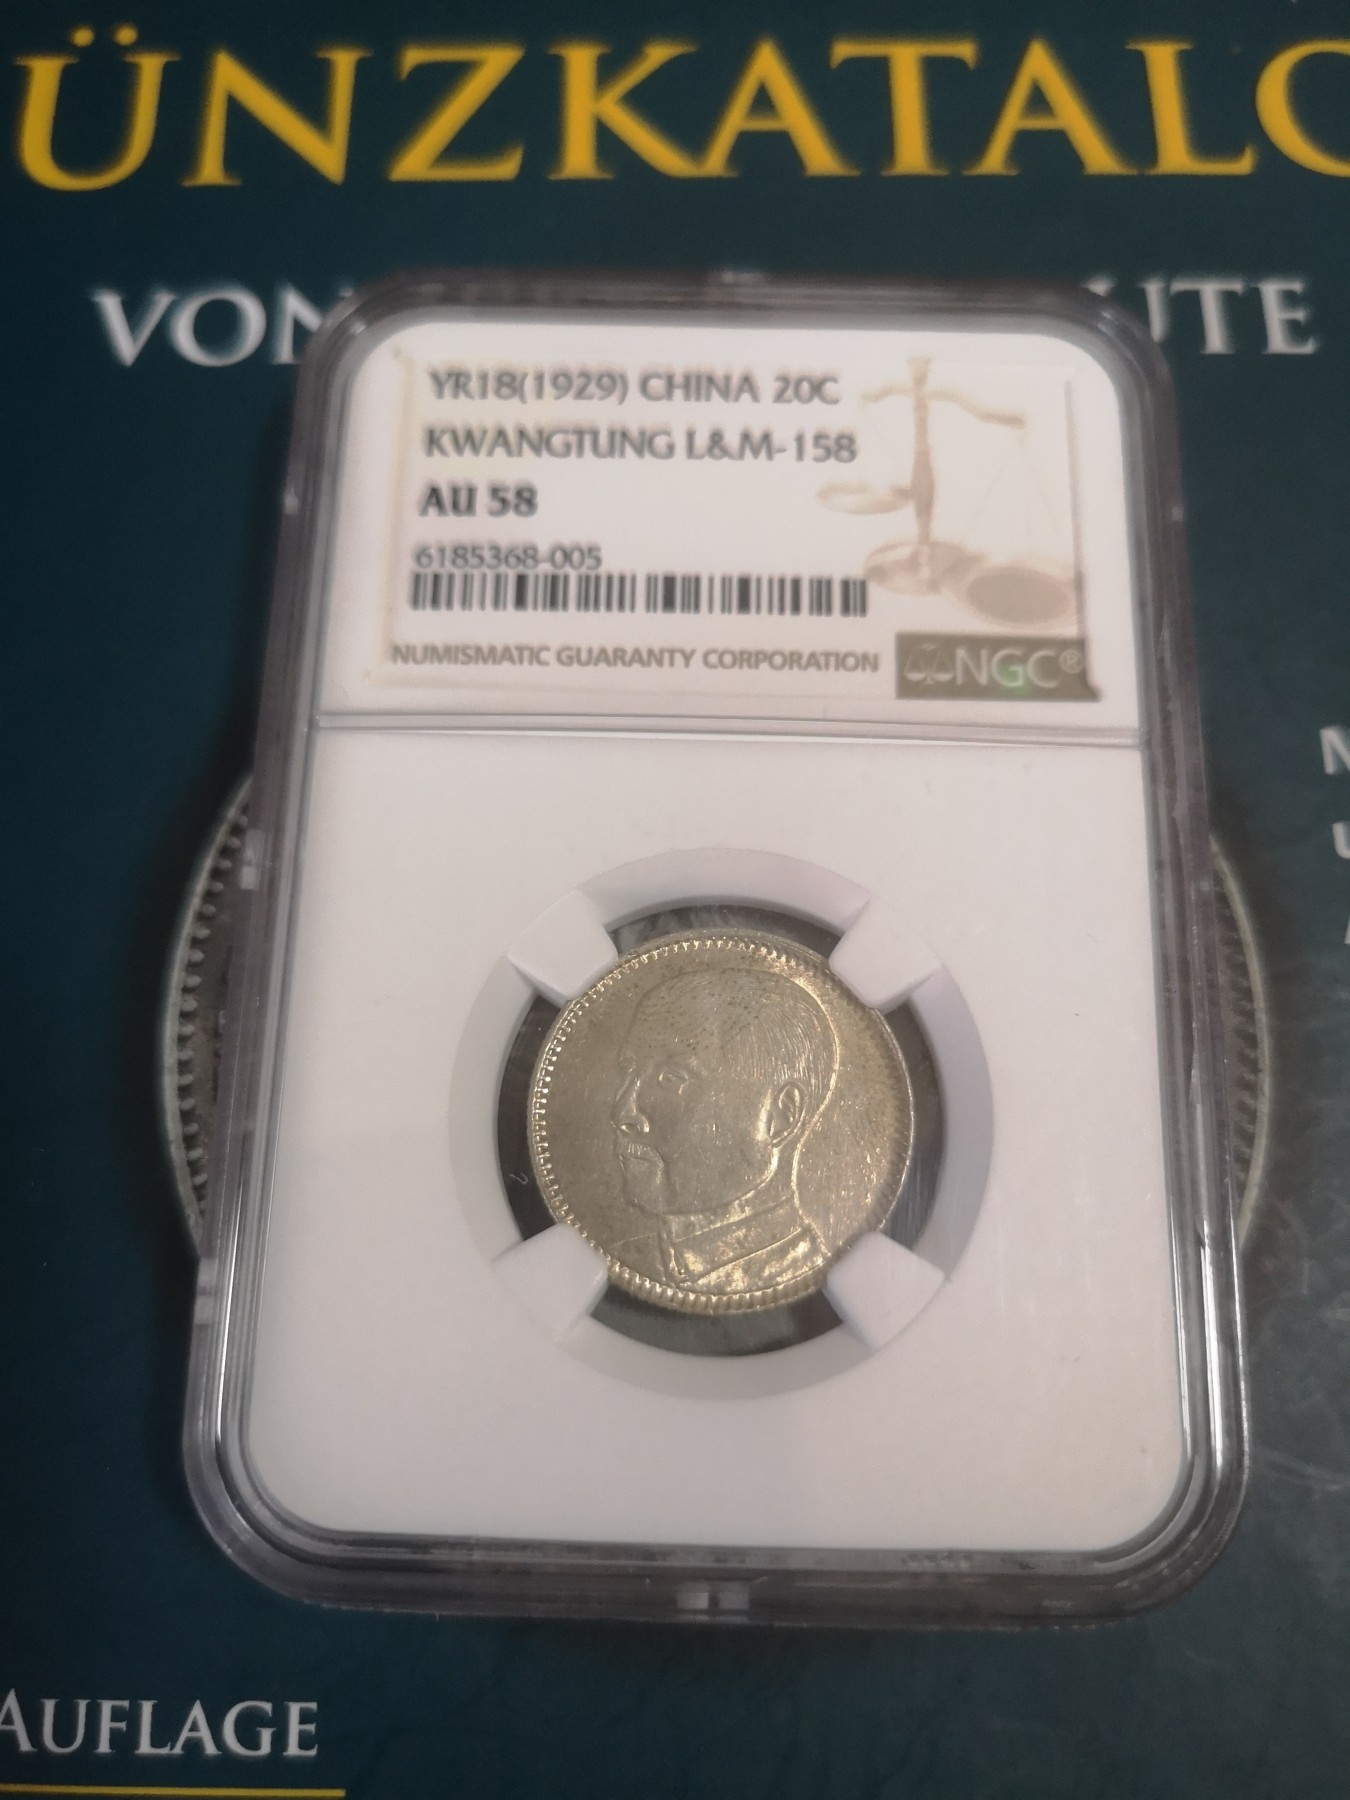 ÜNZKATALO
VON
UTE
YR18(1929) CHINA 20C
KWANGTUNG L&M-158
AU 58
6185368-005
NUMISMATIC GUARANTY CORPORATION
NGC®
AUFLAGE